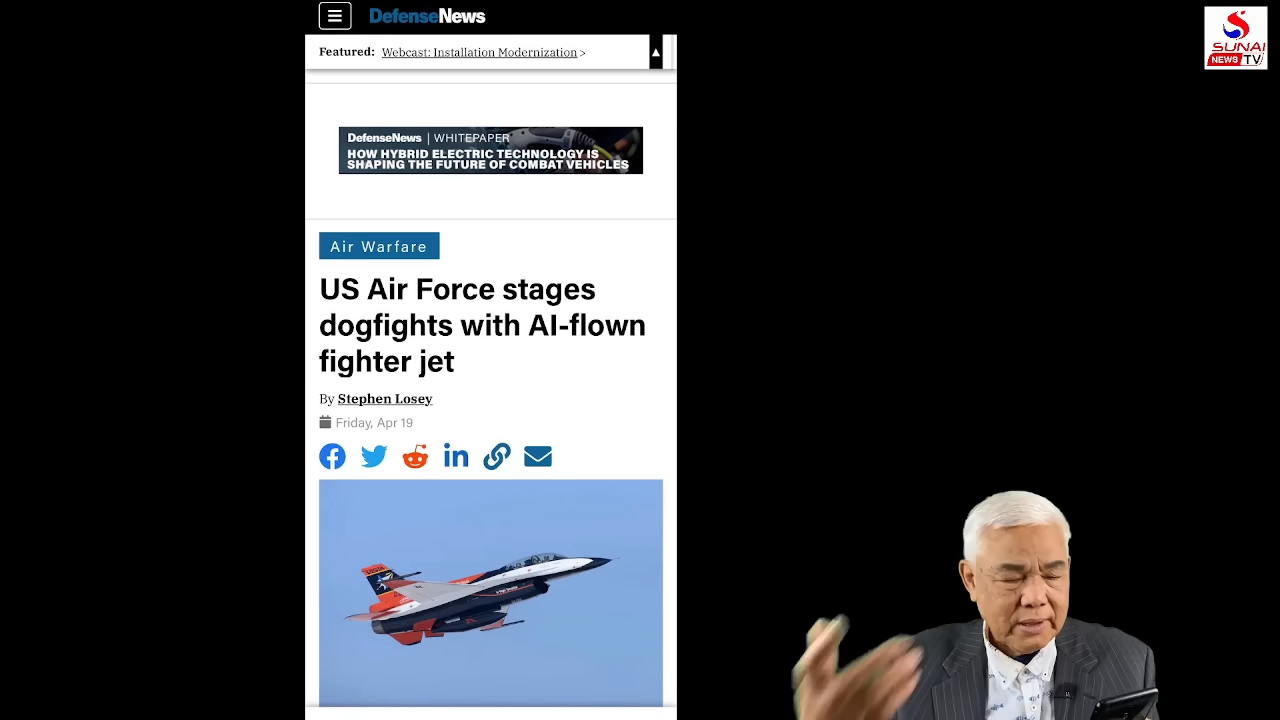 DefenseNews
Featured: Webcast: Installation Modernization >
DefenseNews | WHITEPAPER
HOW HYBRID ELECTRIC TECHNOLOGY IS
SHAPING THE FUTURE OF COMBAT VEHICLES
Air Warfare
US Air Force stages
dogfights with AI-flown
fighter jet
By Stephen Losey
Friday, Apr 19
SUNAI
NEWS TV